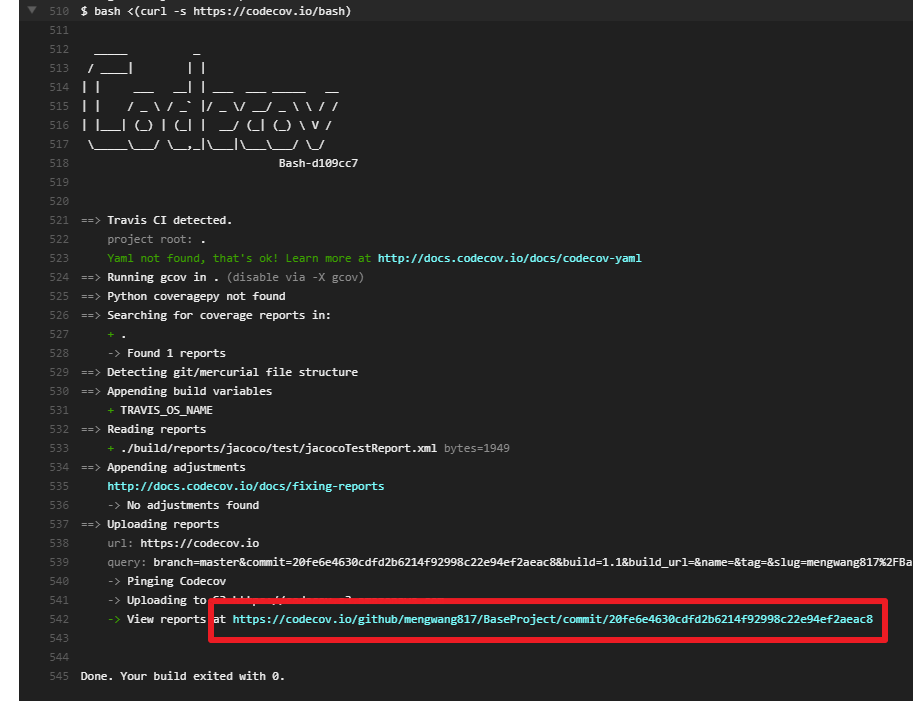 510 $ bash <(curl -s https://codecov.io/bash)
511
512   _____          _
513  / ____|        | |
514 | |     ___   __| | ___  ___ _____   __
515 | |    / _ \ / _` |/ _ \/ __/ _ \ \ / /
516 | |___| (_) | (_| |  __/ (_| (_) \ V /
517  \_____\___/ \__,_|\___|\___\___/ \_/
518                               Bash-d109cc7
519
520
521 ==> Travis CI detected.
522     project root: .
523     Yaml not found, that's ok! Learn more at http://docs.codecov.io/docs/codecov-yaml
524 ==> Running gcov in . (disable via -X gcov)
525 ==> Python coveragepy not found
526 ==> Searching for coverage reports in:
527     + .
528     -> Found 1 reports
529 ==> Detecting git/mercurial file structure
530 ==> Appending build variables
531     + TRAVIS_OS_NAME
532 ==> Reading reports
533     + ./build/reports/jacoco/test/jacocoTestReport.xml bytes=1949
534 ==> Appending adjustments
535     http://docs.codecov.io/docs/fixing-reports
536     -> No adjustments found
537 ==> Uploading reports
538     url: https://codecov.io
539     query: branch=master&commit=20fe6e4630cdfd2b6214f92998c22e94ef2aeac8&build=1.1&build_url=&name=&tag=&slug=mengwang817%2FBa
540     -> Pinging Codecov
541     -> Uploading to
542     -> View reports at https://codecov.io/github/mengwang817/BaseProject/commit/20fe6e4630cdfd2b6214f92998c22e94ef2aeac8
543
544
545 Done. Your build exited with 0.